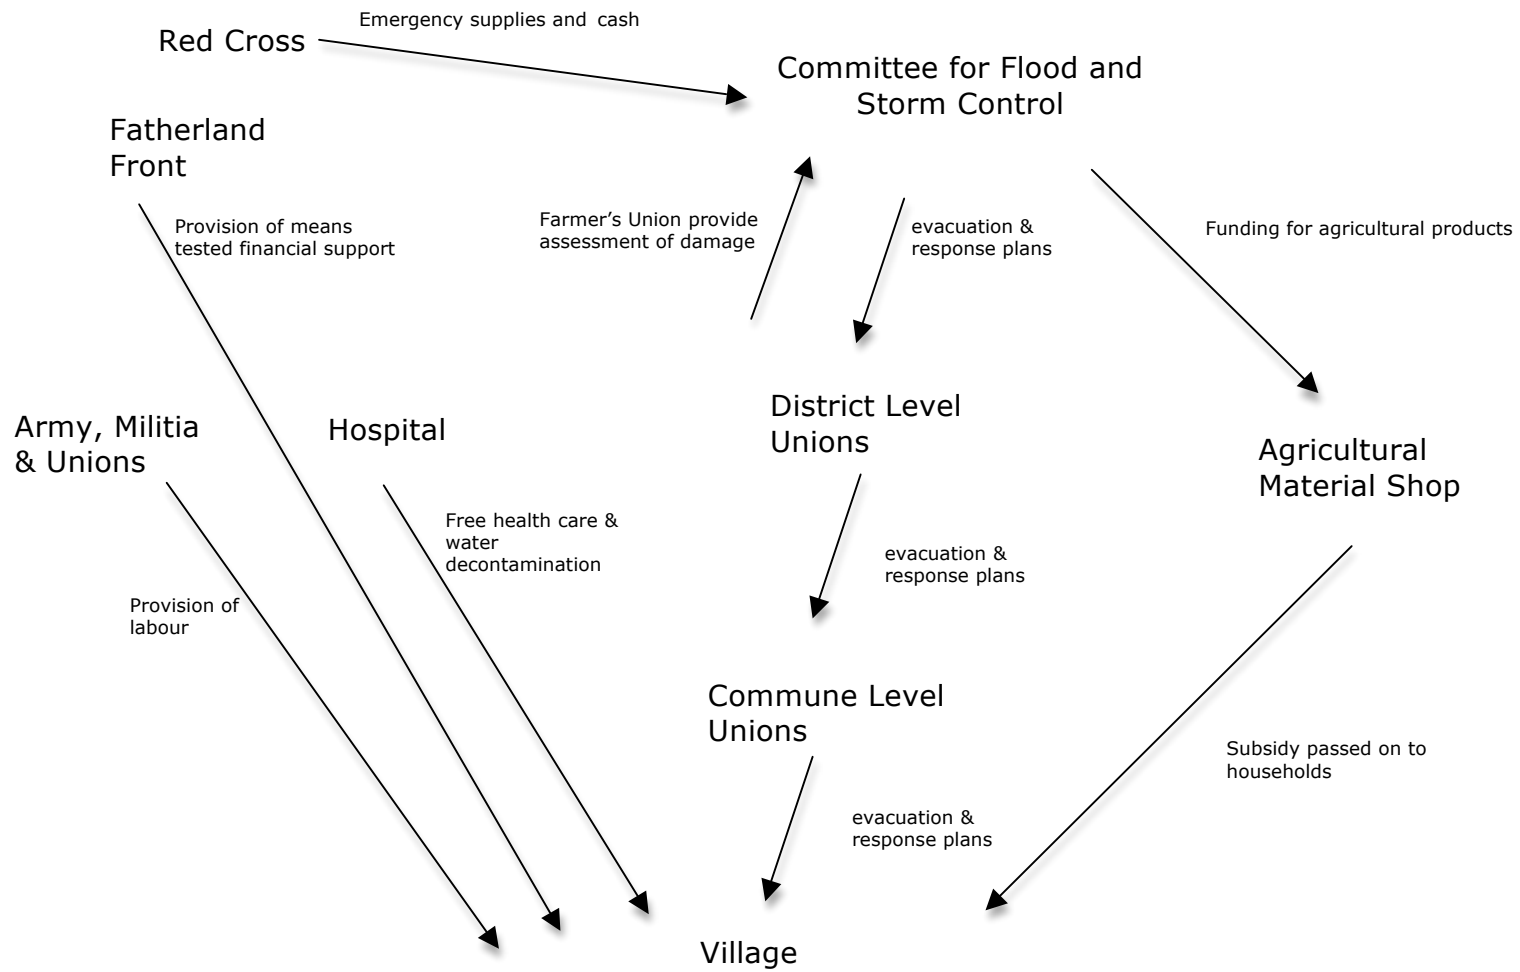 Emergency supplies and cash
Red Cross
Committee for Flood and
Storm Control
Fatherland
Front
Provision of means
tested financial support
Farmer’s Union provide
assessment of damage
evacuation &
response plans
Funding for agricultural products
District Level
Unions
Army, Militia
& Unions
Hospital
Agricultural
Material Shop
Free health care &
water
decontamination
evacuation &
response plans
Provision of
labour
Commune Level
Unions
Subsidy passed on to
households
evacuation &
response plans
Village